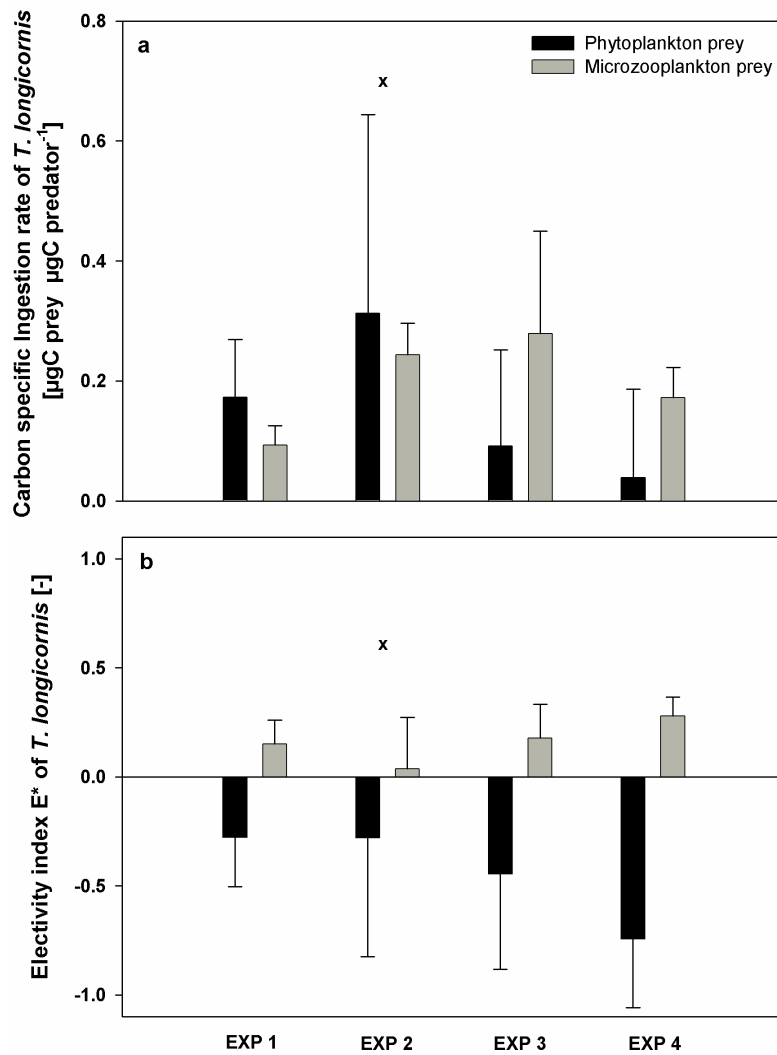 Carbon specific Ingestion rate of T. longicornis
[µgC prey µgC predator-1]
0.8
0.6
0.4
0.2
0.0
a
x
Phytoplankton prey
Microzooplankton prey
Electivity index E* of T. longicornis [-]
1.0
0.5
0.0
-0.5
-1.0
b
x
EXP 1
EXP 2
EXP 3
EXP 4